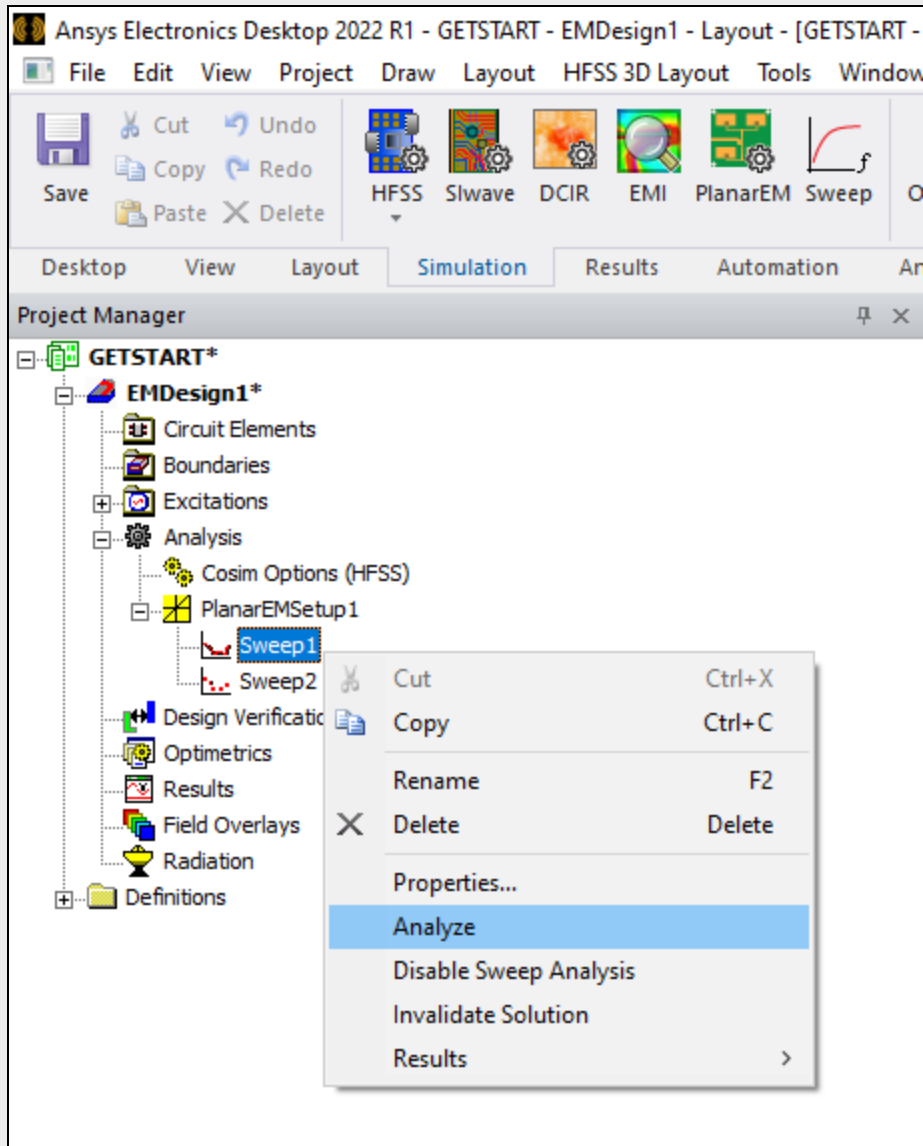 Ansys Electronics Desktop 2022 R1 - GETSTART - EMDesign1 - Layout - [GETSTART -
File Edit View Project Draw Layout HFSS 3D Layout Tools Window
Save
Cut Undo
Copy Redo
Paste Delete
HFSS SIwave DCIR EMI PlanarEM Sweep
Desktop View Layout Simulation Results Automation An
Project Manager
GETSTART*
EMDesign1*
Circuit Elements
Boundaries
Excitations
Analysis
Cosim Options (HFSS)
PlanarEMSetup1
Sweep1
Sweep2
Design Verificatio
Optimetrics
Results
Field Overlays
Radiation
Definitions
Cut Ctrl+X
Copy Ctrl+C
Rename F2
Delete Delete
Properties...
Analyze
Disable Sweep Analysis
Invalidate Solution
Results